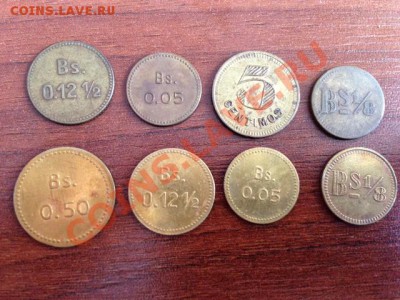 COINS.LAVE.RU
Bs.
0.12 ½
Bs.
0.05
5
CENTIMOS
BS 1/8
Bs.
0.50
Bs.
0.12 ½
Bs.
0.05
BS 1/8
COINS.LAVE.RU